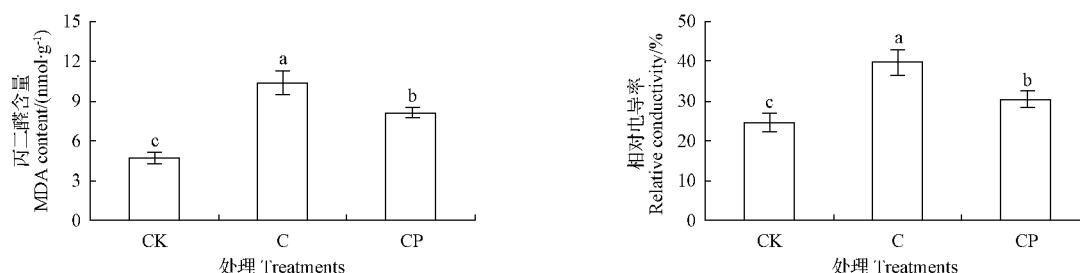 丙二醛含量
MDA content/(nmol·g⁻¹)
15
12
9
6
3
0
c
a
b
CK
C
CP
处理 Treatments
相对电导率
Relative conductivity/%
50
40
30
20
10
0
c
a
b
CK
C
CP
处理 Treatments